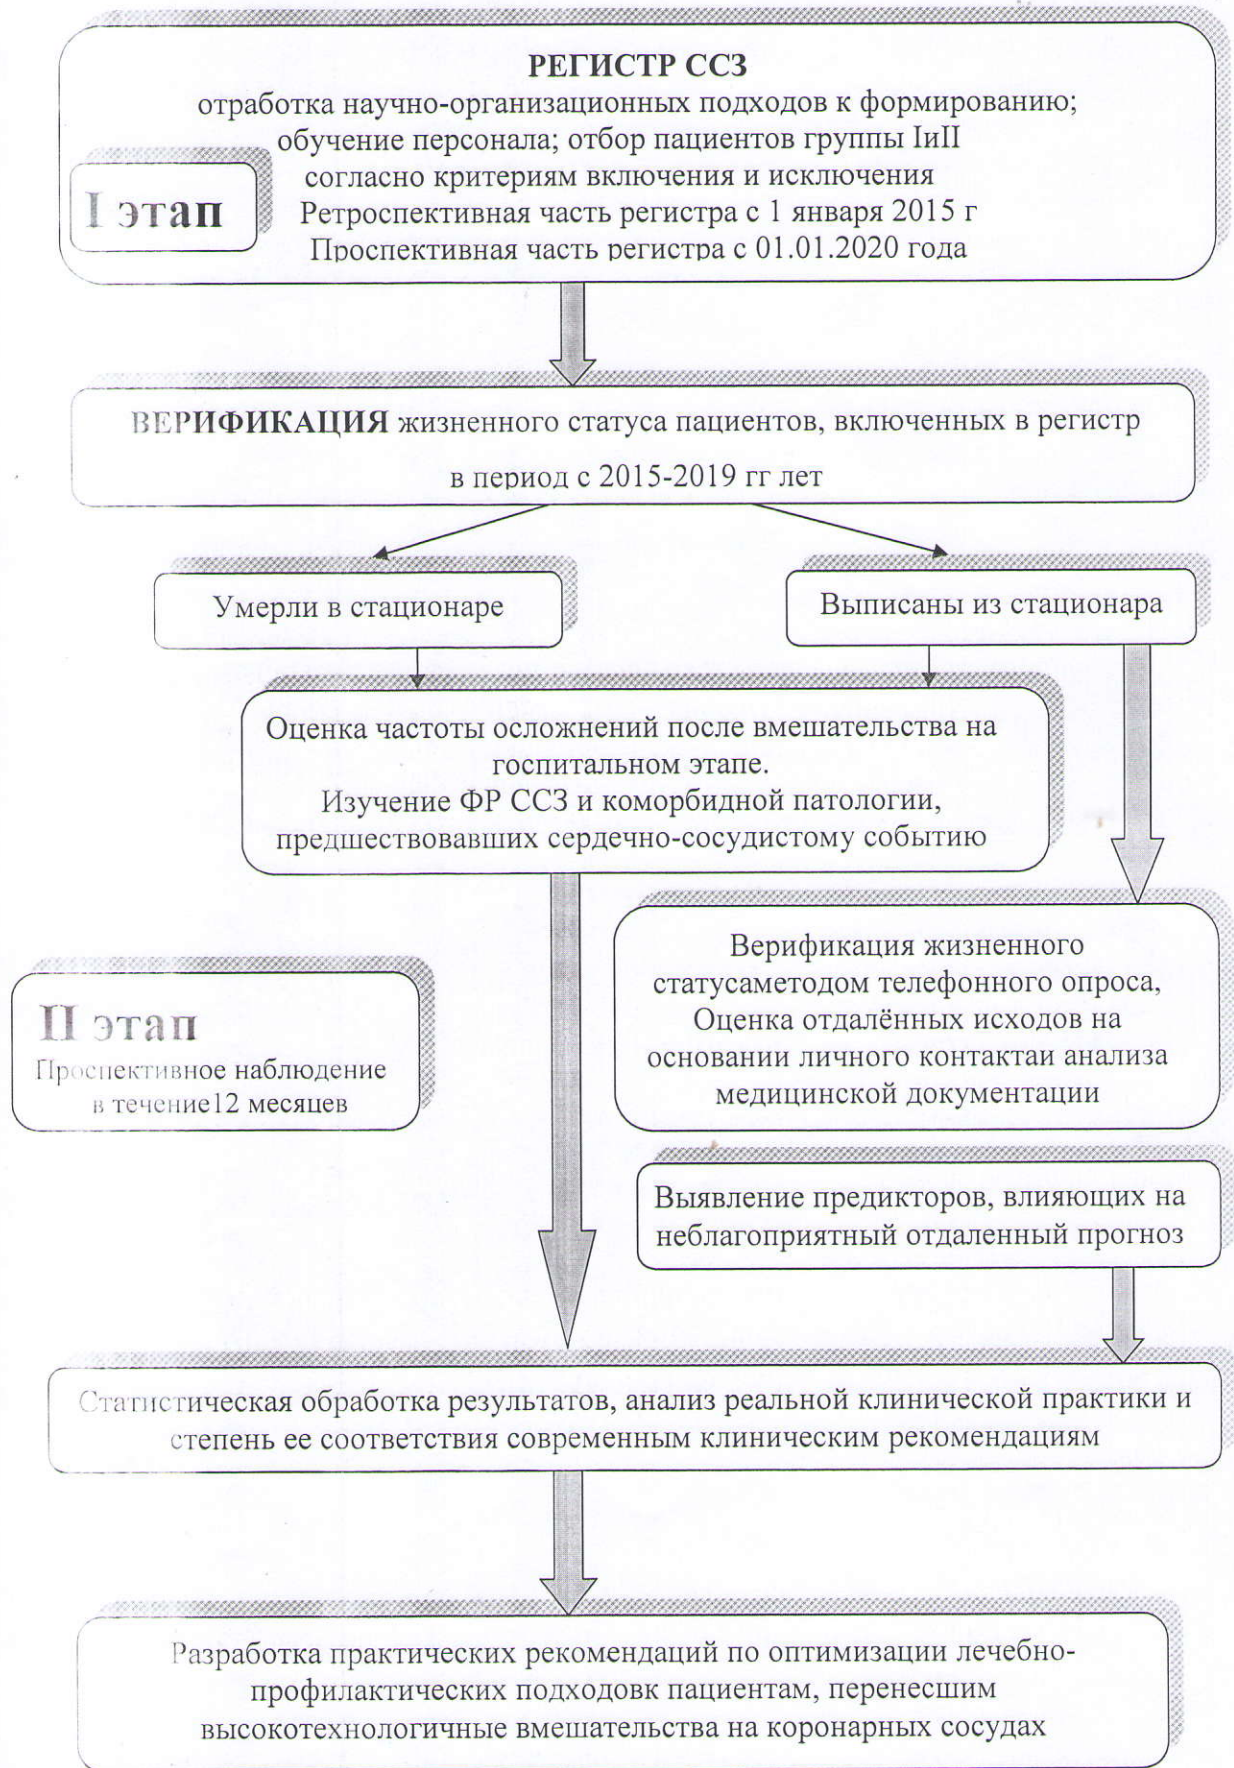 РЕГИСТР ССЗ
отработка научно-организационных подходов к формированию;
обучение персонала; отбор пациентов группы IиII
согласно критериям включения и исключения
I этап
Ретроспективная часть регистра с 1 января 2015 г
Проспективная часть регистра с 01.01.2020 года
ВЕРИФИКАЦИЯ жизненного статуса пациентов, включенных в регистр
в период с 2015-2019 гг лет
Умерли в стационаре
Выписаны из стационара
Оценка частоты осложнений после вмешательства на
госпитальном этапе.
Изучение ФР ССЗ и коморбидной патологии,
предшествовавших сердечно-сосудистому событию
Верификация жизненного
статусаметодом телефонного опроса,
Оценка отдалённых исходов на
основании личного контактаи анализа
медицинской документации
II этап
Проспективное наблюдение
в течение12 месяцев
Выявление предикторов, влияющих на
неблагоприятный отдаленный прогноз
Статистическая обработка результатов, анализ реальной клинической практики и
степень ее соответствия современным клиническим рекомендациям
Разработка практических рекомендаций по оптимизации лечебно-
профилактических подходовк пациентам, перенесшим
высокотехнологичные вмешательства на коронарных сосудах